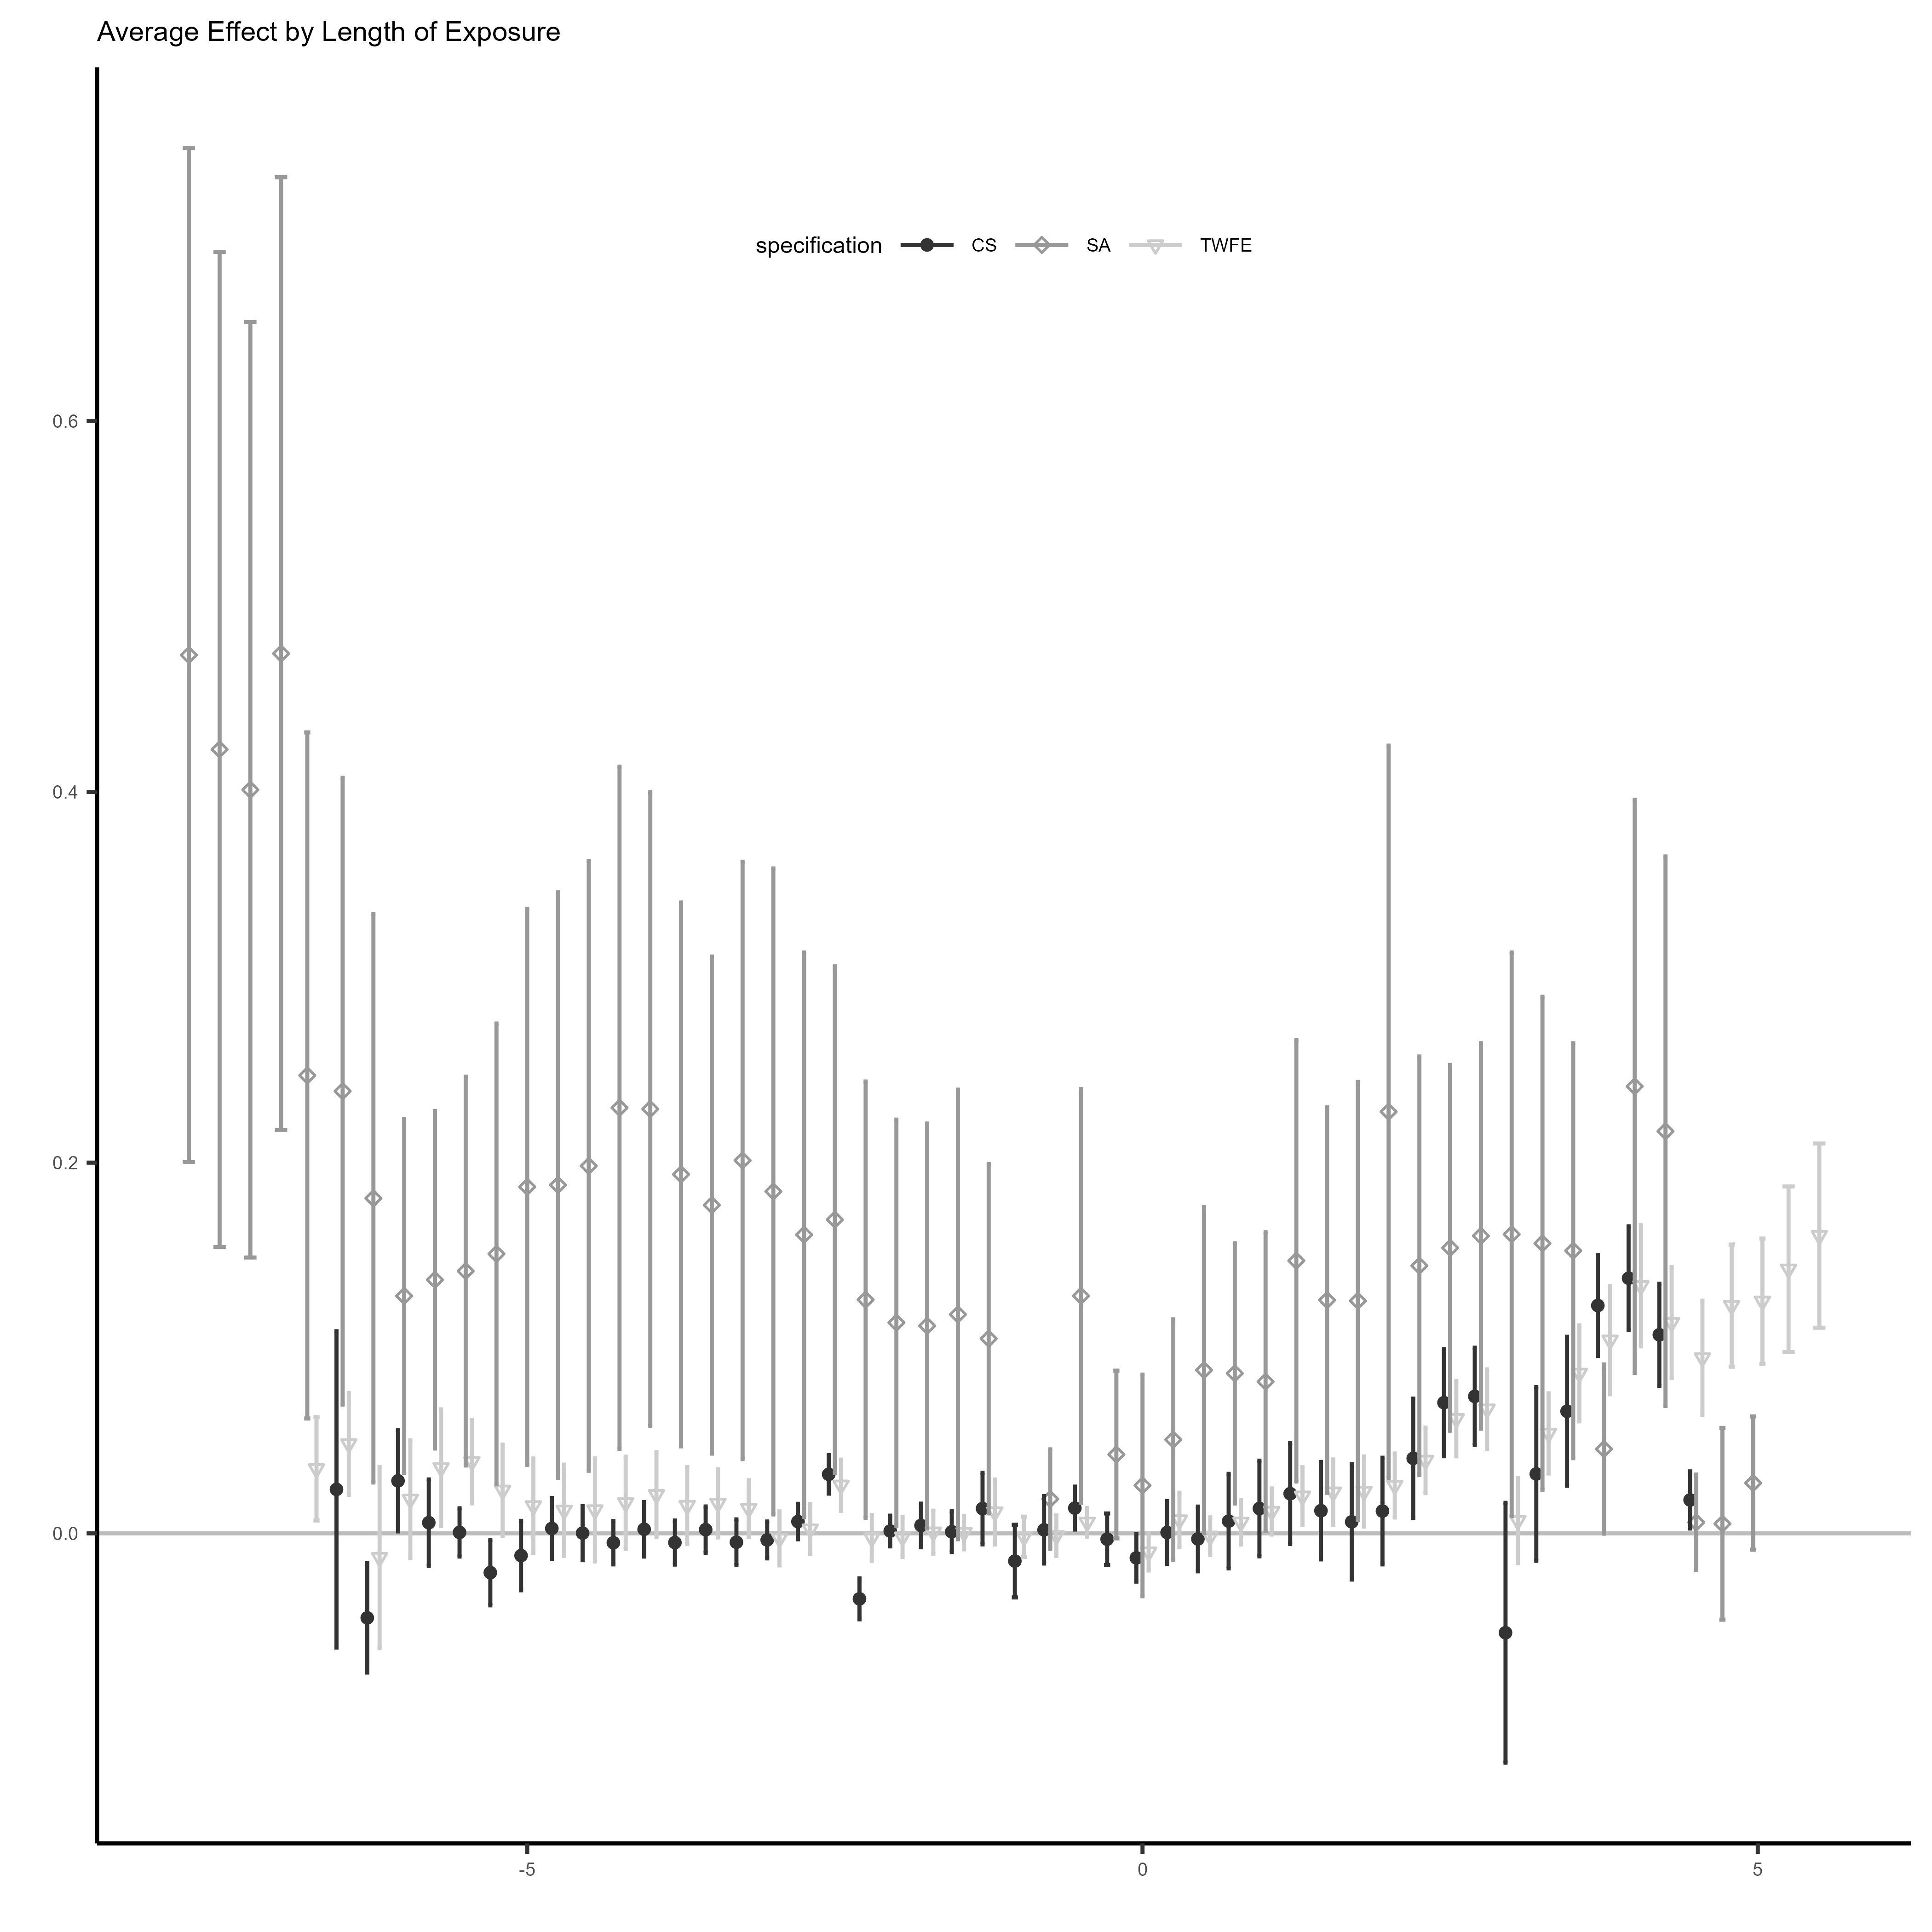 Average Effect by Length of Exposure
specification CS SA TWFE
0.6
0.4
0.2
0.0
-5 0 5